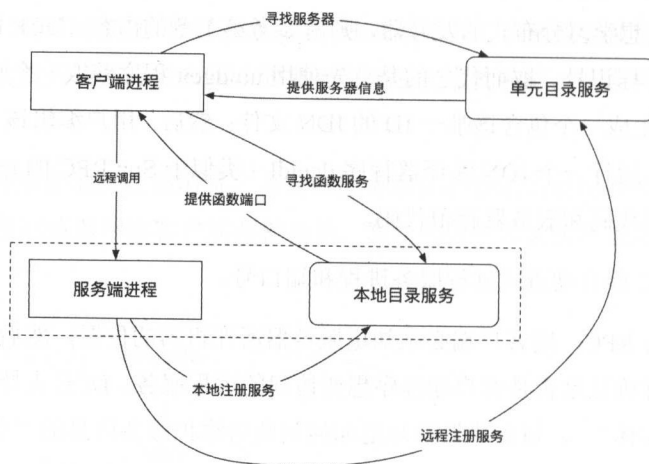 寻找服务器
客户端进程
提供服务器信息
单元目录服务
远程调用
寻找函数服务
提供函数端口
服务端进程
本地目录服务
本地注册服务
远程注册服务